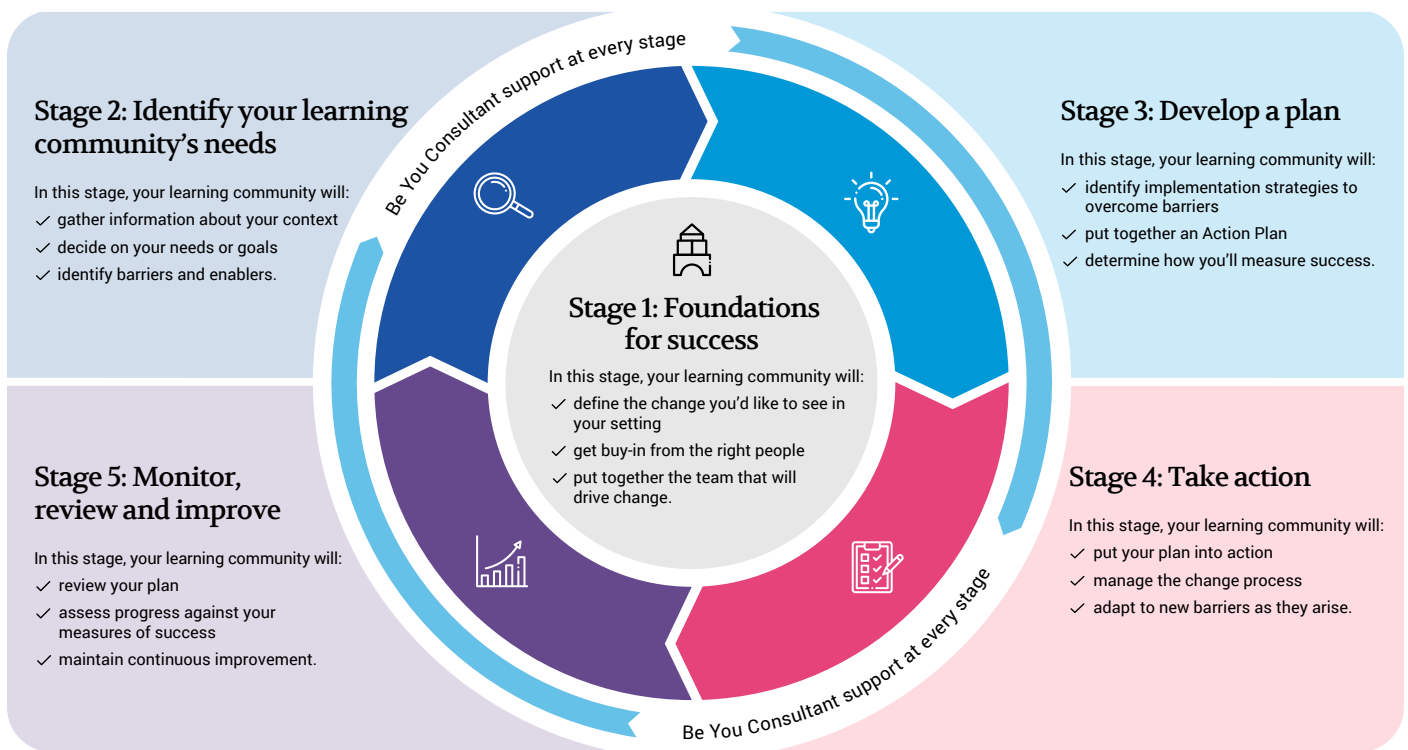 Be You Consultant support at every stage
Stage 2: Identify your learning
community’s needs
In this stage, your learning community will:
✓ gather information about your context
✓ decide on your needs or goals
✓ identify barriers and enablers.
Stage 3: Develop a plan
In this stage, your learning community will:
✓ identify implementation strategies to
overcome barriers
✓ put together an Action Plan
✓ determine how you’ll measure success.
Stage 1: Foundations
for success
In this stage, your learning community will:
✓ define the change you’d like to see in
your setting
✓ get buy-in from the right people
✓ put together the team that will
drive change.
Stage 5: Monitor,
review and improve
In this stage, your learning community will:
✓ review your plan
✓ assess progress against your
measures of success
✓ maintain continuous improvement.
Stage 4: Take action
In this stage, your learning community will:
✓ put your plan into action
✓ manage the change process
✓ adapt to new barriers as they arise.
Be You Consultant support at every stage